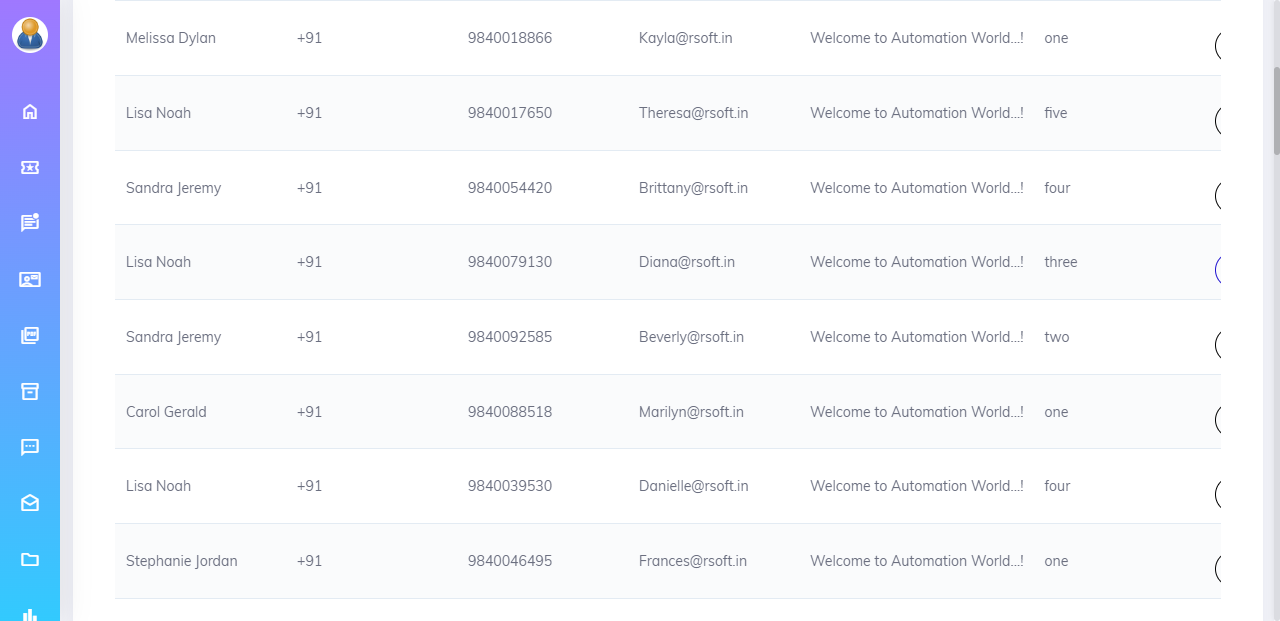 Melissa Dylan +91 9840018866 Kayla@rsoft.in Welcome to Automation World...! one
Lisa Noah +91 9840017650 Theresa@rsoft.in Welcome to Automation World...! five
Sandra Jeremy +91 9840054420 Brittany@rsoft.in Welcome to Automation World...! four
Lisa Noah +91 9840079130 Diana@rsoft.in Welcome to Automation World...! three
Sandra Jeremy +91 9840092585 Beverly@rsoft.in Welcome to Automation World...! two
Carol Gerald +91 9840088518 Marilyn@rsoft.in Welcome to Automation World...! one
Lisa Noah +91 9840039530 Danielle@rsoft.in Welcome to Automation World...! four
Stephanie Jordan +91 9840046495 Frances@rsoft.in Welcome to Automation World...! one